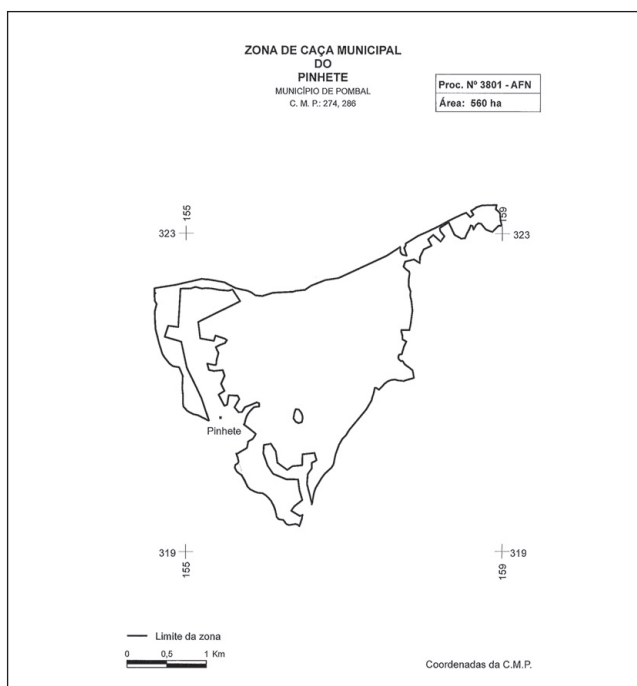 ZONA DE CAÇA MUNICIPAL
DO
PINHETE
MUNICÍPIO DE POMBAL
C. M. P.: 274, 286
Proc. Nº 3801 - AFN
Área: 560 ha
155
159
323
323
Pinhete
319
319
155
159
Limite da zona
0 0,5 1 Km
Coordenadas da C.M.P.